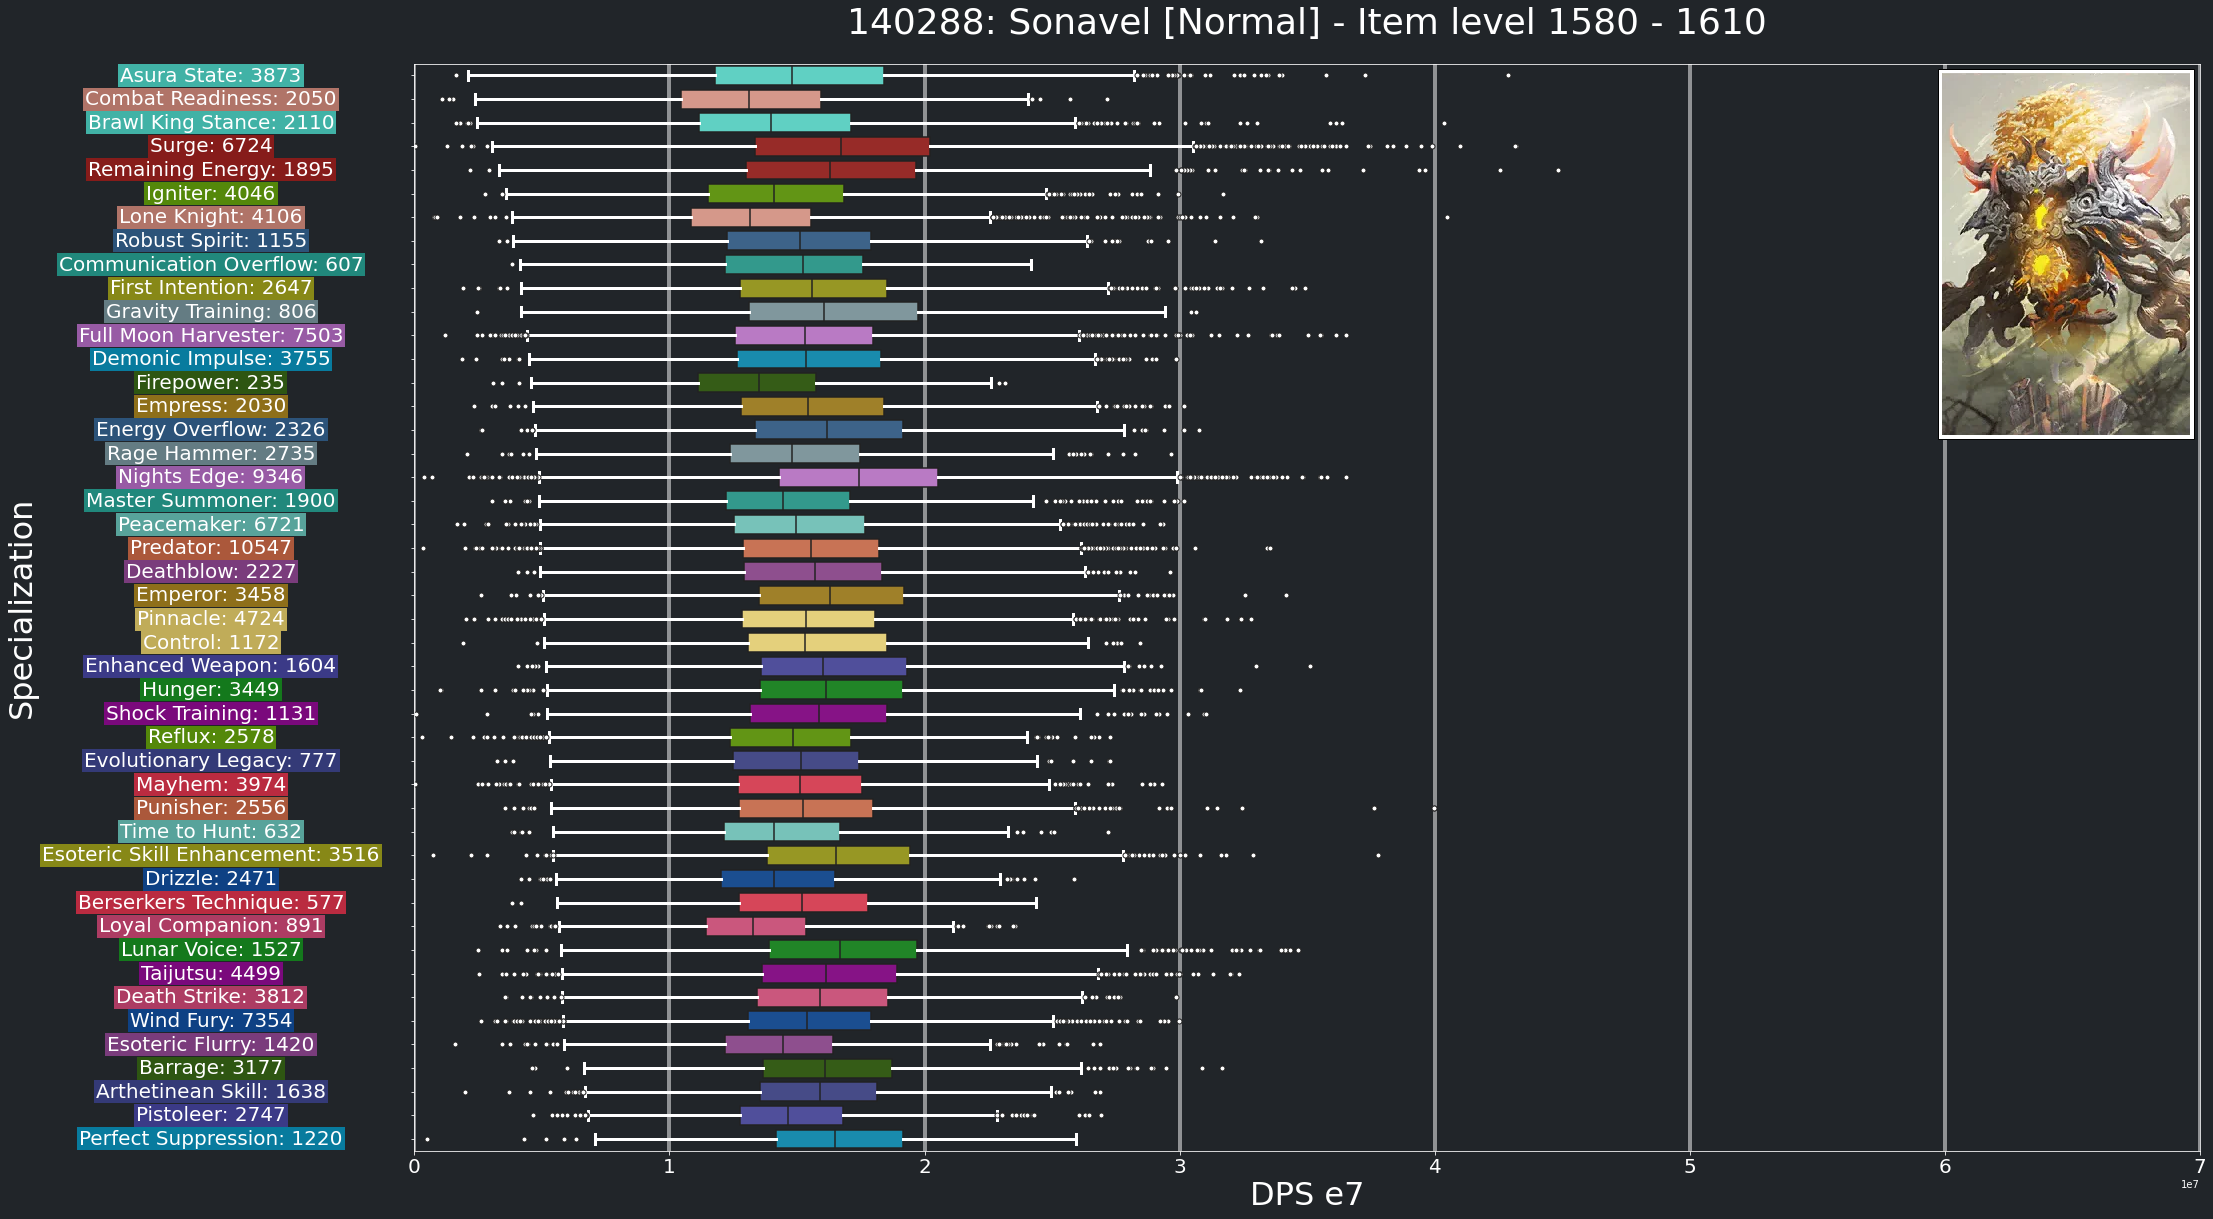 140288: Sonavel [Normal] - Item level 1580 - 1610
Asura State: 3873
Combat Readiness: 2050
Brawl King Stance: 2110
Surge: 6724
Remaining Energy: 1895
Igniter: 4046
Lone Knight: 4106
Robust Spirit: 1155
Communication Overflow: 607
First Intention: 2647
Gravity Training: 806
Full Moon Harvester: 7503
Demonic Impulse: 3755
Firepower: 235
Empress: 2030
Energy Overflow: 2326
Rage Hammer: 2735
Nights Edge: 9346
Master Summoner: 1900
Peacemaker: 6721
Predator: 10547
Deathblow: 2227
Emperor: 3458
Pinnacle: 4724
Control: 1172
Enhanced Weapon: 1604
Hunger: 3449
Shock Training: 1131
Reflux: 2578
Evolutionary Legacy: 777
Mayhem: 3974
Punisher: 2556
Time to Hunt: 632
Esoteric Skill Enhancement: 3516
Drizzle: 2471
Berserkers Technique: 577
Loyal Companion: 891
Lunar Voice: 1527
Taijutsu: 4499
Death Strike: 3812
Wind Fury: 7354
Esoteric Flurry: 1420
Barrage: 3177
Arthetinean Skill: 1638
Pistoleer: 2747
Perfect Suppression: 1220
Specialization
0 1 2 3 4 5 6 7
1e7
DPS e7